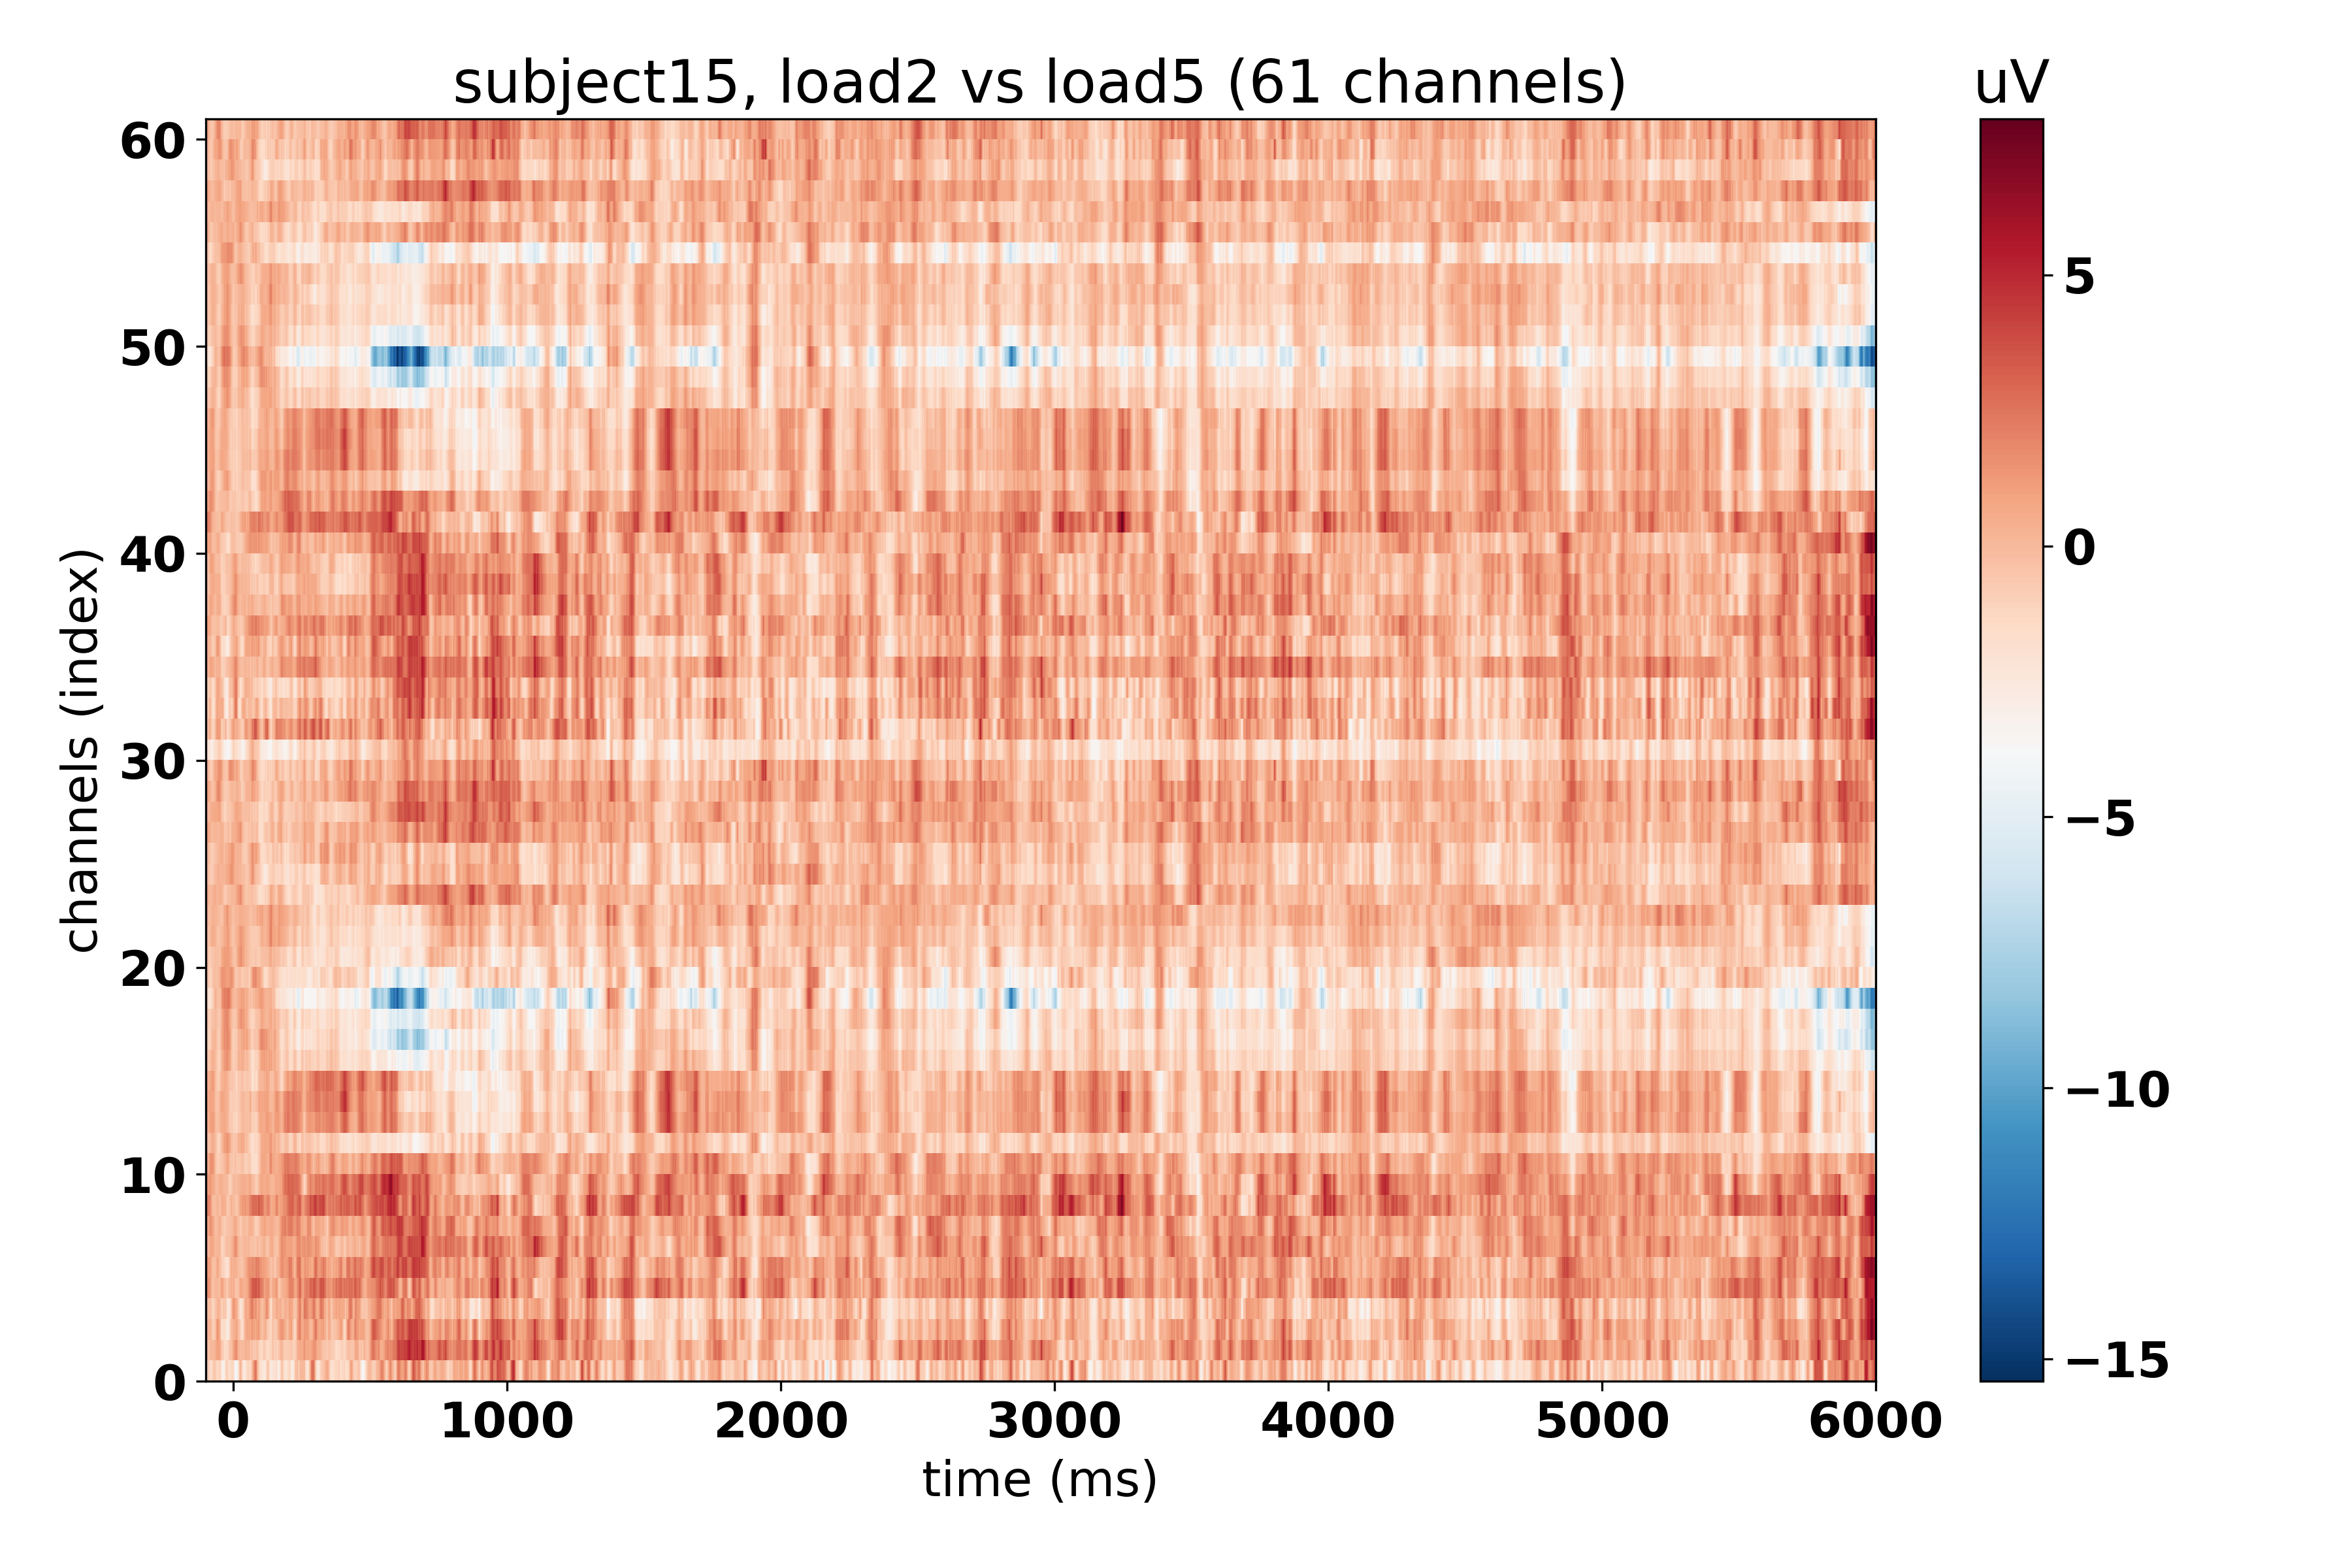 subject15, load2 vs load5 (61 channels)
uV
60
50
40
30
20
10
0
channels (index)
0 1000 2000 3000 4000 5000 6000
time (ms)
5
0
−5
−10
−15